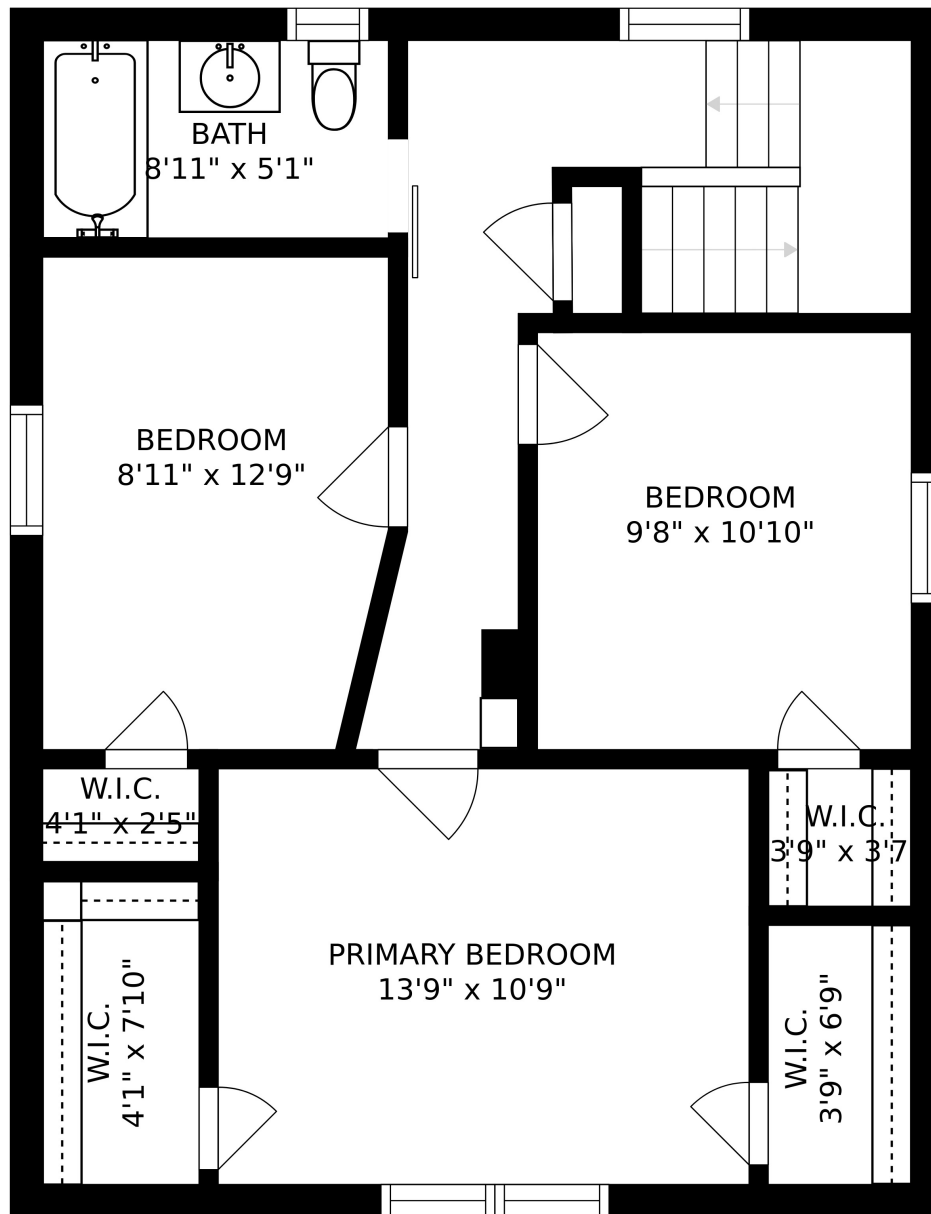 BATH
8'11" x 5'1"
BEDROOM
8'11" x 12'9"
BEDROOM
9'8" x 10'10"
W.I.C.
4'1" x 2'5"
W.I.C.
3'9" x 3'7
PRIMARY BEDROOM
13'9" x 10'9"
W.I.C.
4'1" x 7'10"
W.I.C.
3'9" x 6'9"